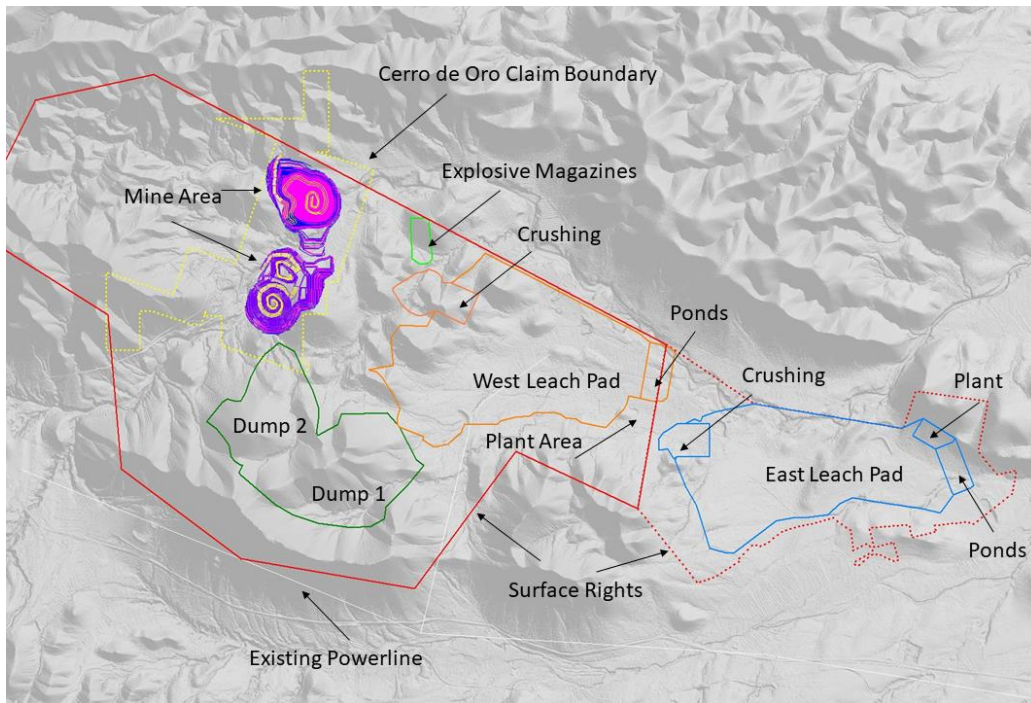 Cerro de Oro Claim Boundary
Explosive Magazines
Mine Area
Crushing
Ponds
West Leach Pad
Crushing
Plant
Dump 2
Plant Area
East Leach Pad
Dump 1
Ponds
Surface Rights
Existing Powerline